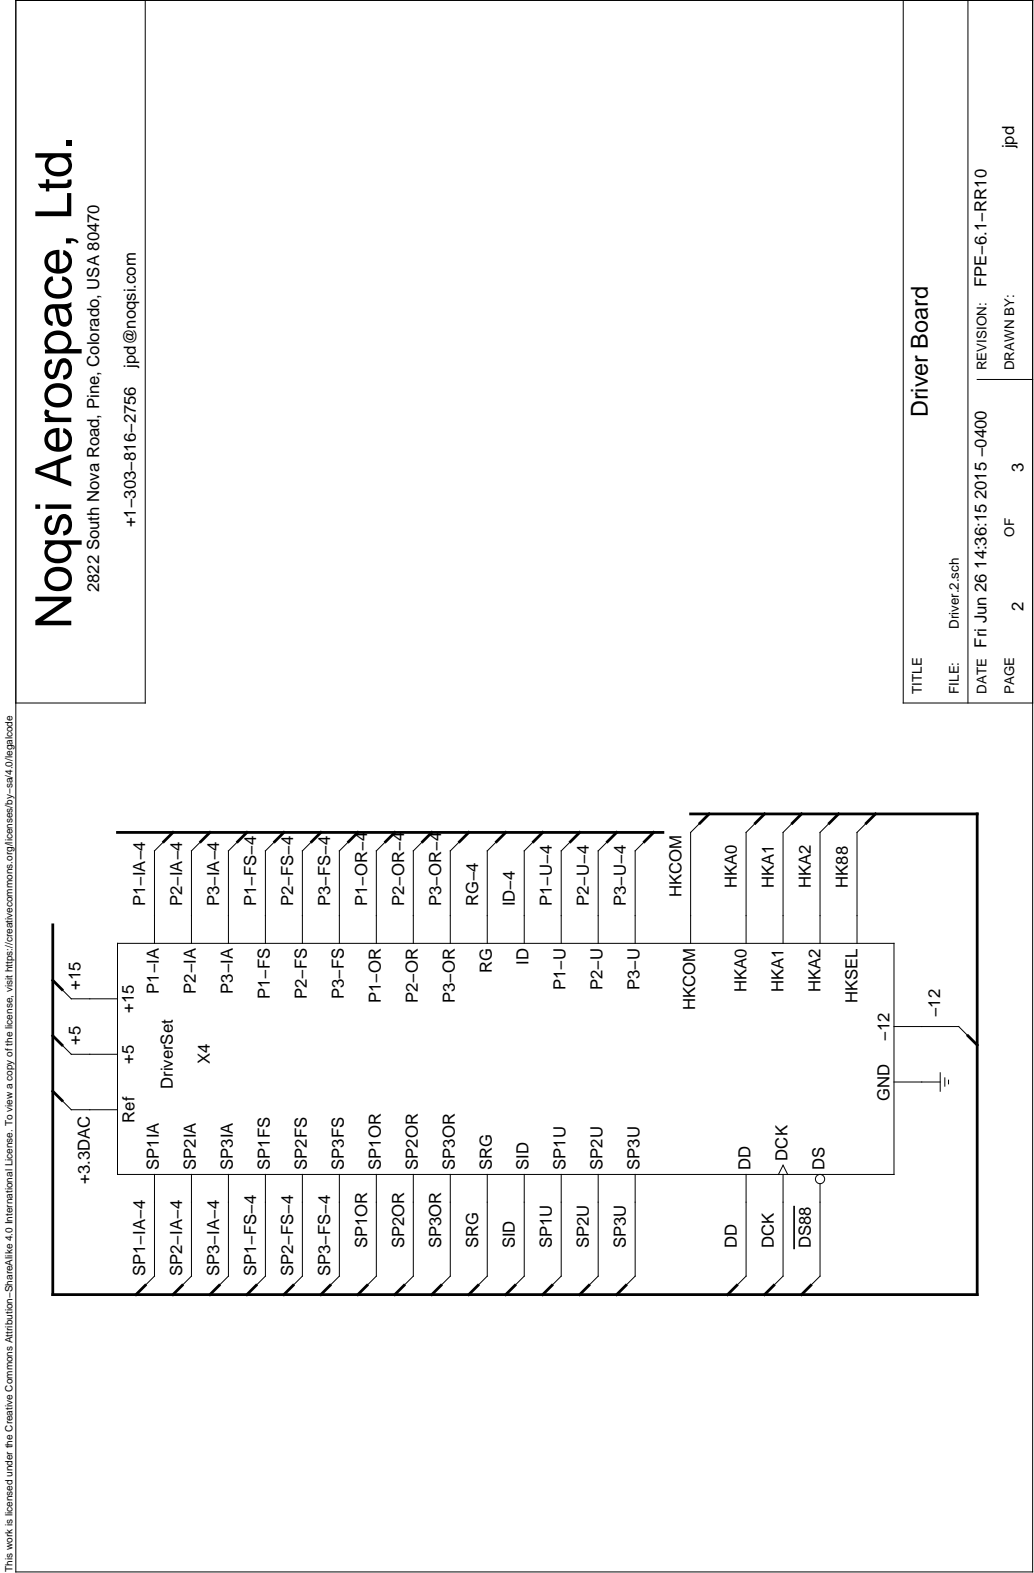 Noqsi Aerospace, Ltd.
2822 South Nova Road, Pine, Colorado, USA 80470
+1−303−816−2756 jpd@noqsi.com
This work is licensed under the Creative Commons Attribution−ShareAlike 4.0 International License. To view a copy of the license, visit https://creativecommons.org/licenses/by−sa/4.0/legalcode
+3.3DAC
+5
+15
Ref
+5
+15
DriverSet
X4
SP1−IA−4 SP1IA P1−IA P1−IA−4
SP2−IA−4 SP2IA P2−IA P2−IA−4
SP3−IA−4 SP3IA P3−IA P3−IA−4
SP1−FS−4 SP1FS P1−FS P1−FS−4
SP2−FS−4 SP2FS P2−FS P2−FS−4
SP3−FS−4 SP3FS P3−FS P3−FS−4
SP1OR SP1OR P1−OR P1−OR−4
SP2OR SP2OR P2−OR P2−OR−4
SP3OR SP3OR P3−OR P3−OR−4
SRG SRG RG RG−4
SID SID ID ID−4
SP1U SP1U P1−U P1−U−4
SP2U SP2U P2−U P2−U−4
SP3U SP3U P3−U P3−U−4
HKCOM HKCOM
DD DD HKA0 HKA0
DCK DCK HKA1 HKA1
DS88 DS HKA2 HKA2
HKSEL HK88
GND
−12
−12
TITLE
Driver Board
FILE: Driver.2.sch
DATE Fri Jun 26 14:36:15 2015 −0400
REVISION: FPE−6.1−RR10
PAGE 2 OF 3
DRAWN BY: jpd